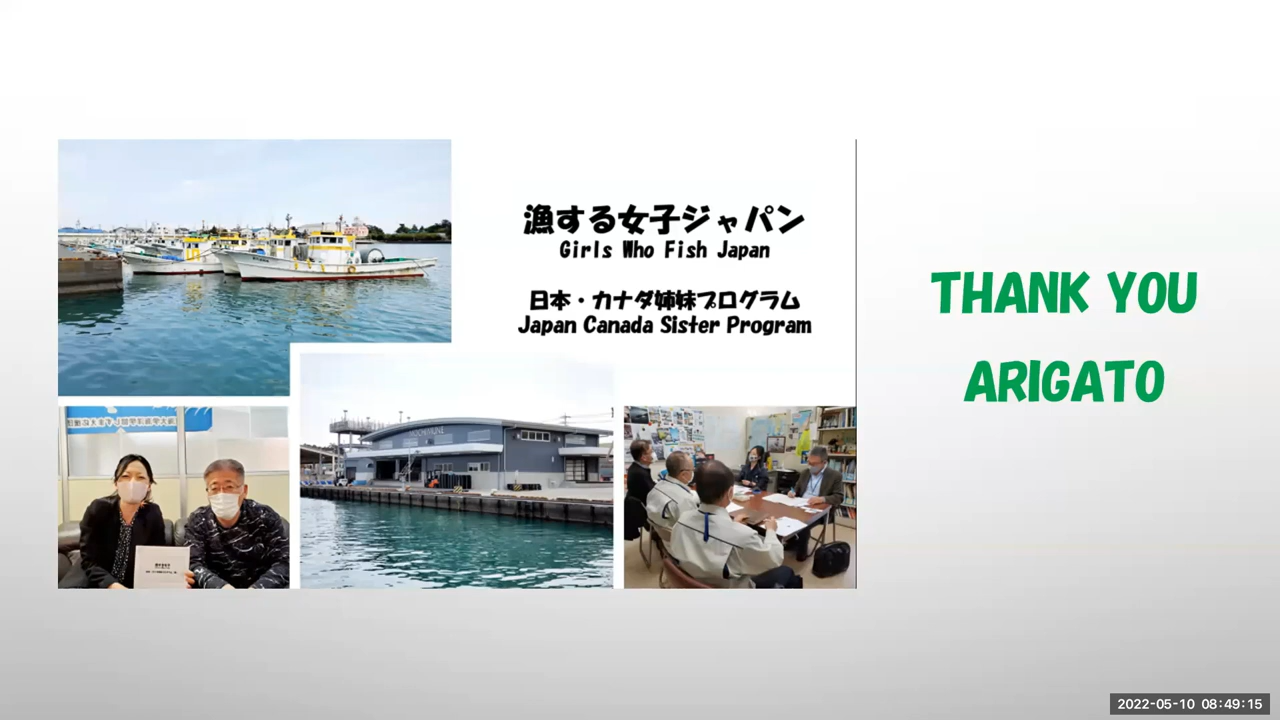 漁する女子ジャパン
Girls Who Fish Japan
日本・カナダ姉妹プログラム
Japan Canada Sister Program
THANK YOU
ARIGATO
2022-05-10 08:49:15